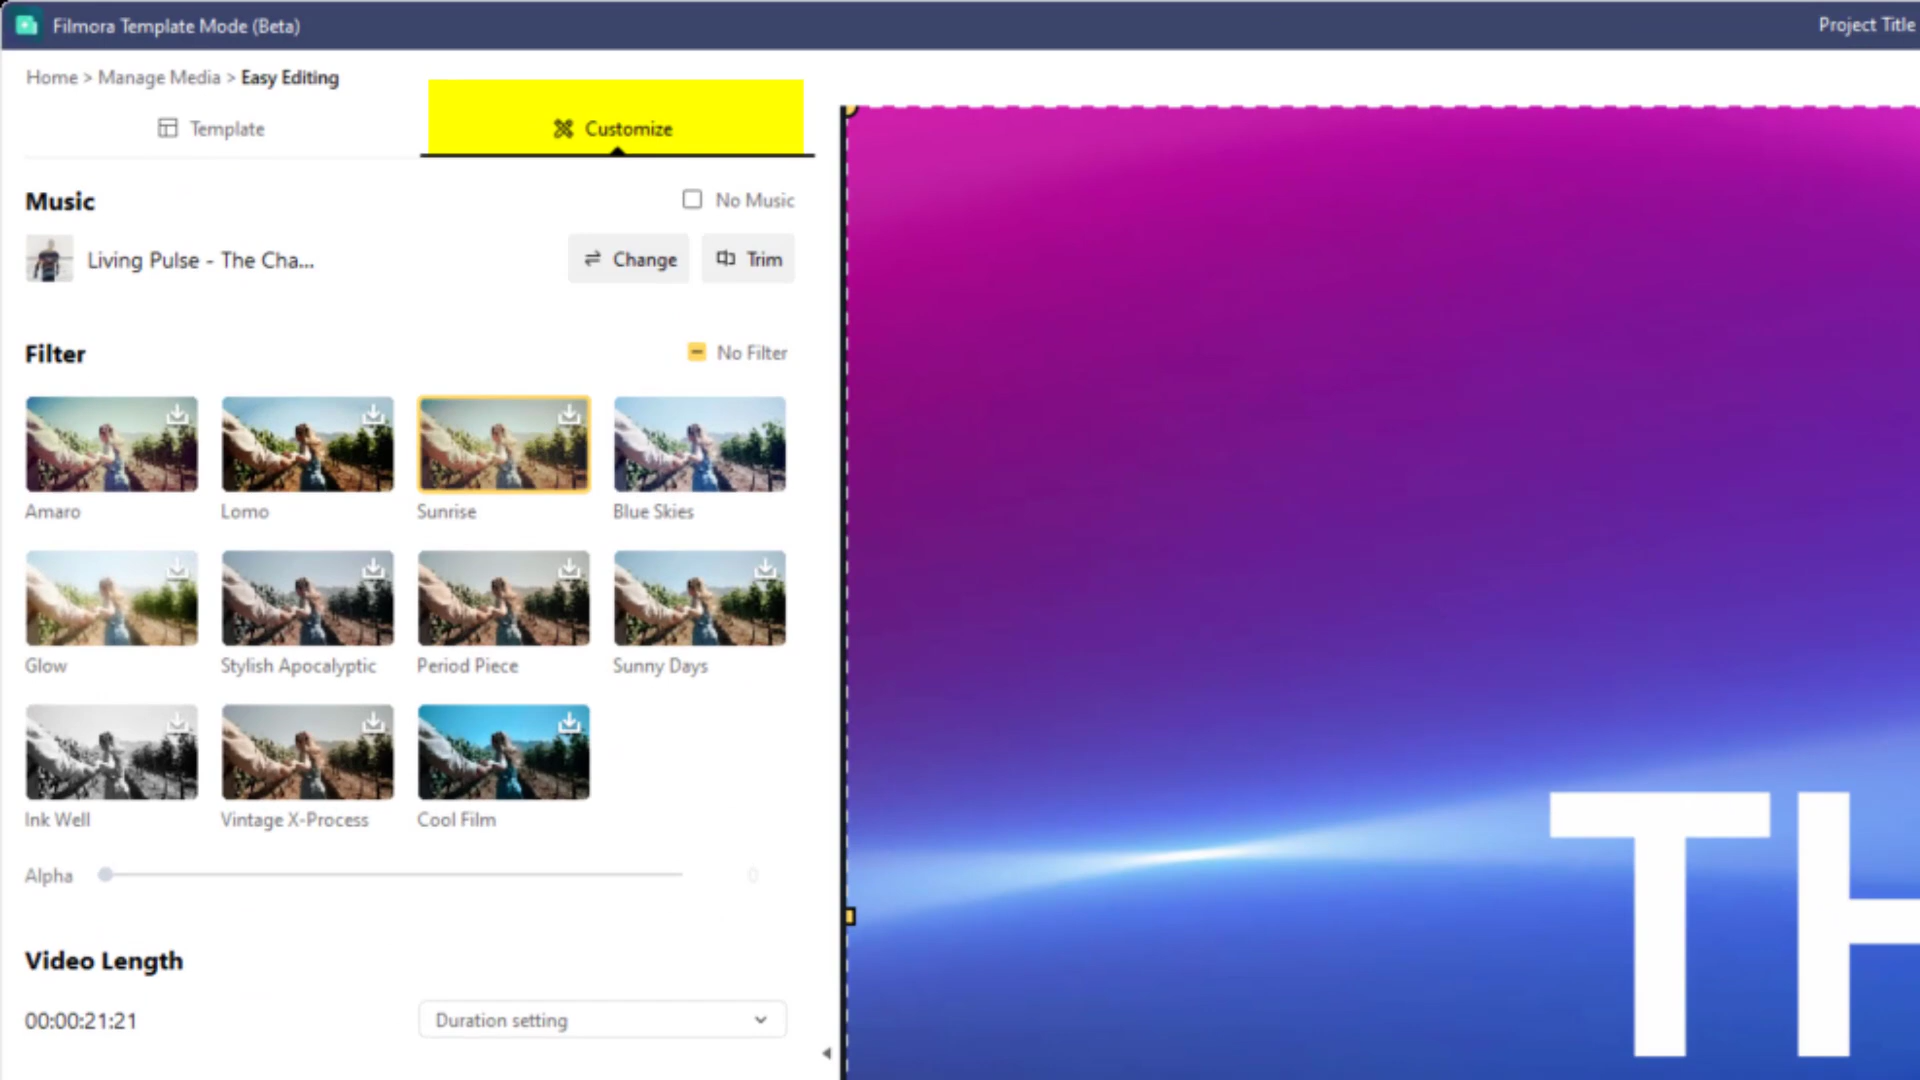 Filmora Template Mode (Beta)
Project Title
Home > Manage Media > Easy Editing
Template
Customize
Music
No Music
Living Pulse - The Cha...
Change
Trim
Filter
No Filter
Amaro
Lomo
Sunrise
Blue Skies
Glow
Stylish Apocalyptic
Period Piece
Sunny Days
Ink Well
Vintage X-Process
Cool Film
Alpha
0
TH
Video Length
00:00:21:21
Duration setting